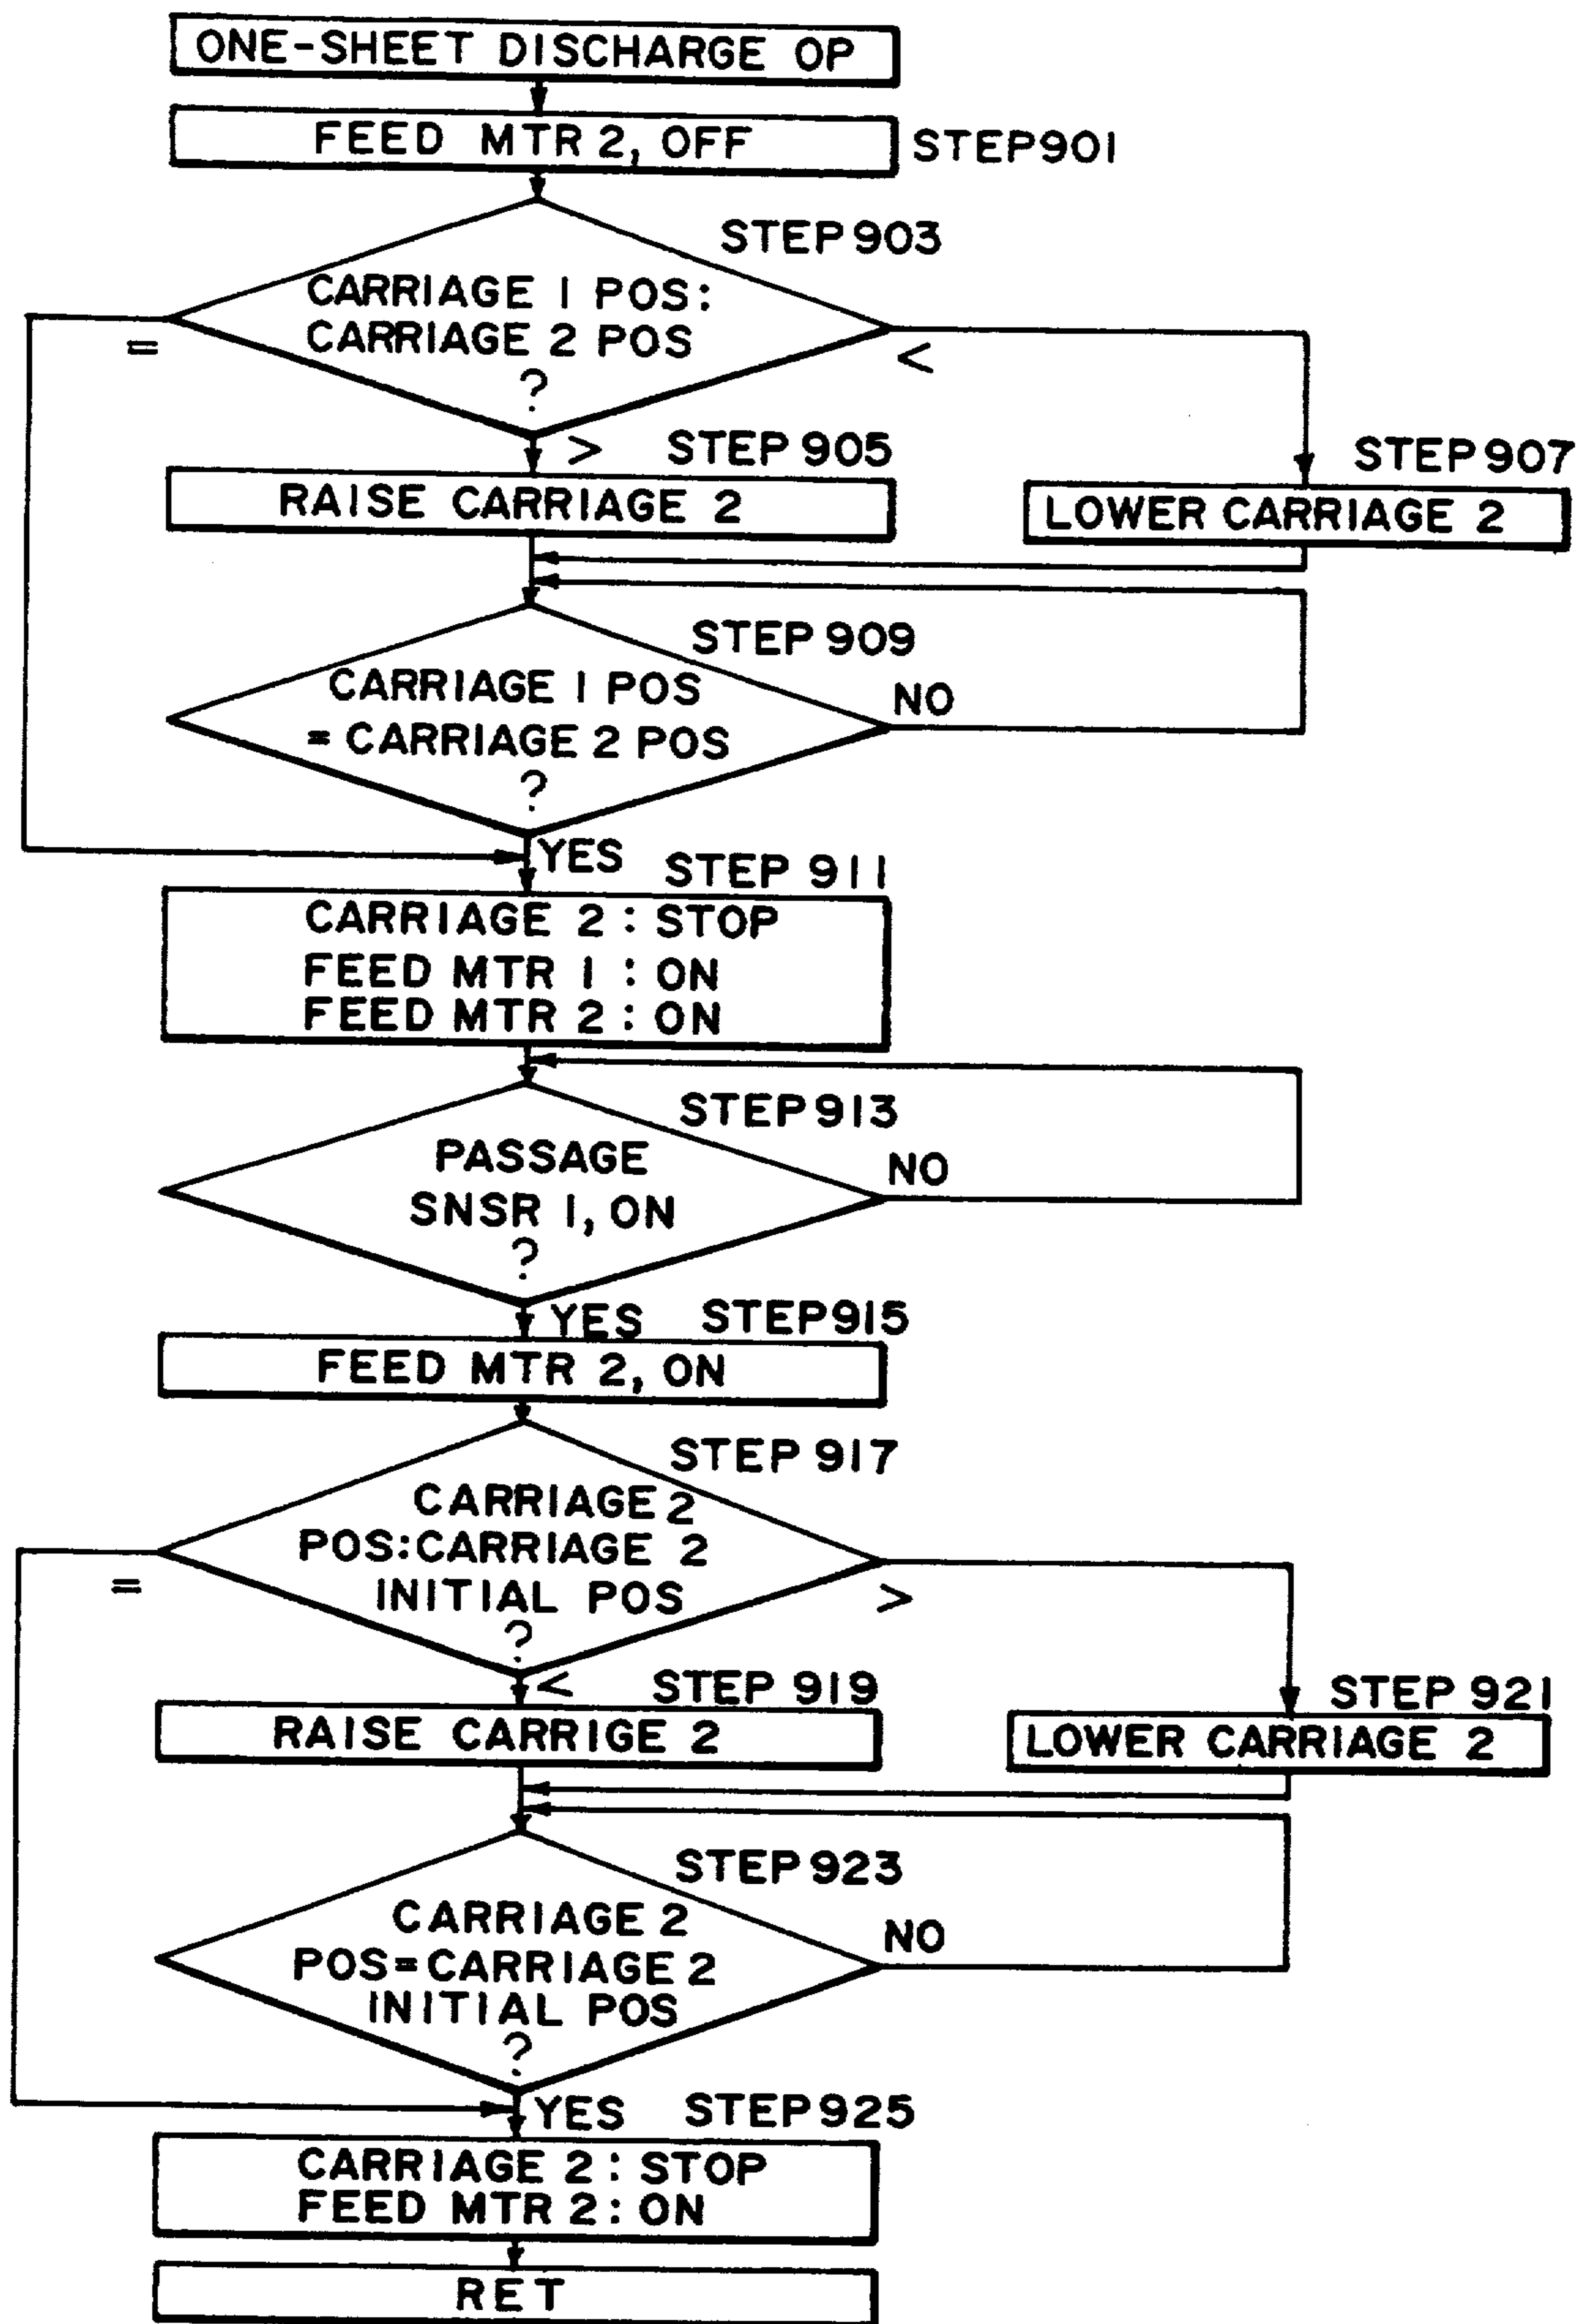 ONE-SHEET DISCHARGE OP
FEED MTR 2, OFF
STEP 901
STEP 903
CARRIAGE 1 POS:
CARRIAGE 2 POS
?
=
<
>
STEP 905
STEP 907
RAISE CARRIAGE 2
LOWER CARRIAGE 2
STEP 909
CARRIAGE 1 POS
= CARRIAGE 2 POS
?
NO
YES
STEP 911
CARRIAGE 2 : STOP
FEED MTR 1 : ON
FEED MTR 2 : ON
STEP 913
PASSAGE
SNSR 1, ON
?
NO
YES
STEP 915
FEED MTR 2, ON
STEP 917
CARRIAGE 2
POS:CARRIAGE 2
INITIAL POS
?
=
>
<
STEP 919
STEP 921
RAISE CARRIGE 2
LOWER CARRIAGE 2
STEP 923
CARRIAGE 2
POS=CARRIAGE 2
INITIAL POS
?
NO
YES
STEP 925
CARRIAGE 2 : STOP
FEED MTR 2 : ON
RET